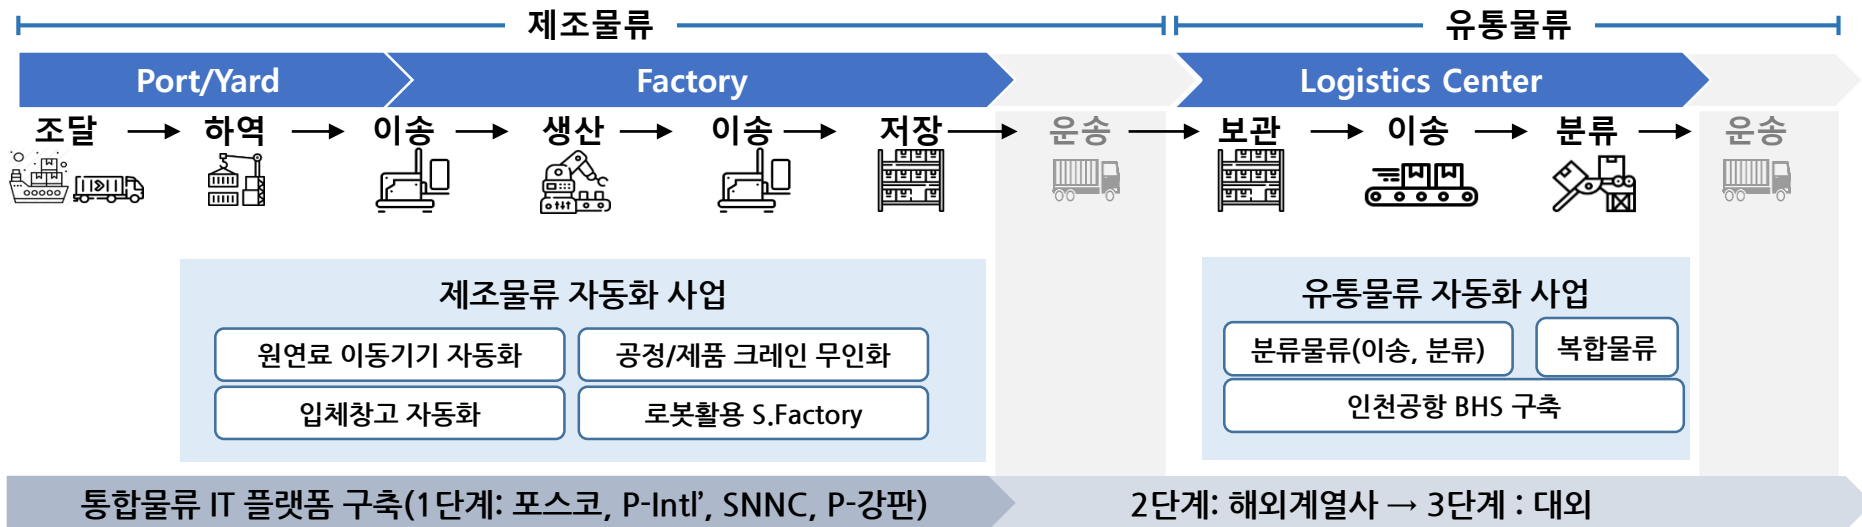 제조물류 유통물류
Port/Yard Factory Logistics Center
조달 하역 이송 생산 이송 저장 운송 보관 이송 분류 운송
제조물류 자동화 사업
원연료 이동기기 자동화 공정/제품 크레인 무인화
입체창고 자동화 로봇활용 S.Factory
유통물류 자동화 사업
분류물류(이송, 분류) 복합물류
인천공항 BHS 구축
통합물류 IT 플랫폼 구축(1단계: 포스코, P-Intl’, SNNC, P-강판) 2단계: 해외계열사 → 3단계 : 대외